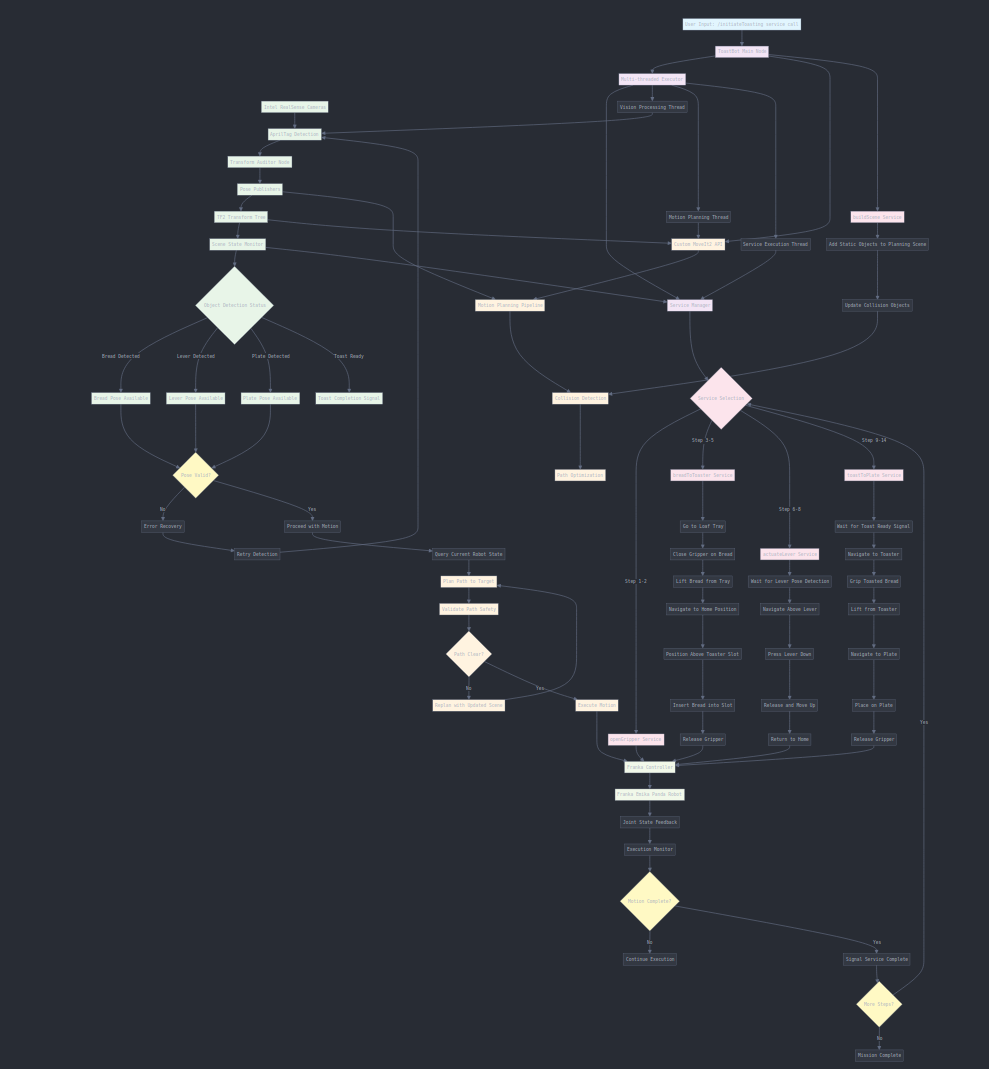 User Input: /initiateToasting service call
ToastBot Main Node
Multi-threaded Executor
Intel RealSense Cameras
Vision Processing Thread
AprilTag Detection
Transform Auditor Node
Pose Publishers
TF2 Transform Tree
Motion Planning Thread
buildScene Service
Scene State Monitor
Custom MoveIt2 API
Service Execution Thread
Add Static Objects to Planning Scene
Object Detection Status
Motion Planning Pipeline
Service Manager
Update Collision Objects
Bread Detected
Lever Detected
Plate Detected
Toast Ready
Bread Pose Available
Lever Pose Available
Plate Pose Available
Toast Completion Signal
Collision Detection
Service Selection
Step 3-5
Step 9-14
Pose Valid?
Path Optimization
breadToToaster Service
toastToPlate Service
No
Yes
Step 6-8
Error Recovery
Proceed with Motion
Go to Loaf Tray
Wait for Toast Ready Signal
Retry Detection
Query Current Robot State
Close Gripper on Bread
actuateLever Service
Navigate to Toaster
Plan Path to Target
Step 1-2
Lift Bread from Tray
Wait for Lever Pose Detection
Grip Toasted Bread
Validate Path Safety
Navigate to Home Position
Navigate Above Lever
Lift from Toaster
Path Clear?
Position Above Toaster Slot
Press Lever Down
Navigate to Plate
No
Yes
Replan with Updated Scene
Execute Motion
Insert Bread into Slot
Release and Move Up
Place on Plate
Yes
openGripper Service
Release Gripper
Return to Home
Release Gripper
Franka Controller
Franka Emika Panda Robot
Joint State Feedback
Execution Monitor
Motion Complete?
No
Yes
Continue Execution
Signal Service Complete
More Steps?
No
Mission Complete